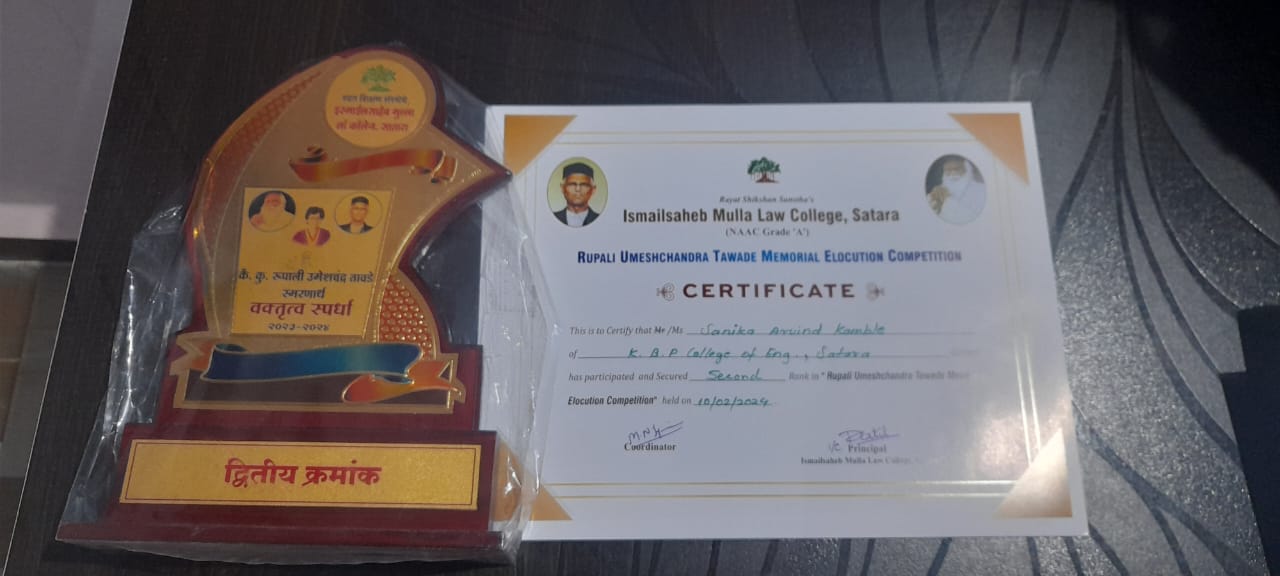 रयत शिक्षण संस्थेचे,
इस्माईलसाहेब मुल्ला
लॉ कॉलेज, सातारा
कै. कु. रूपाली उमेशचंद्र तावडे
स्मरणार्थ
वक्तृत्व स्पर्धा
२०२३-२०२४
द्वितीय क्रमांक
Rayat Shikshan Sanstha's
Ismailsaheb Mulla Law College, Satara
(NAAC Grade 'A')
RUPALI UMESHCHANDRA TAWADE MEMORIAL ELOCUTION COMPETITION
CERTIFICATE
This is to Certify that Mr /Ms Sanika Arvind Kamble
of K. B. P College of Eng., Satara
has participated and Secured Second Rank in " Rupali Umeshchandra Tawade
Elocution Competition" held on 10/02/2024
Coordinator
I/C Principal
Ismailsaheb Mulla Law College,